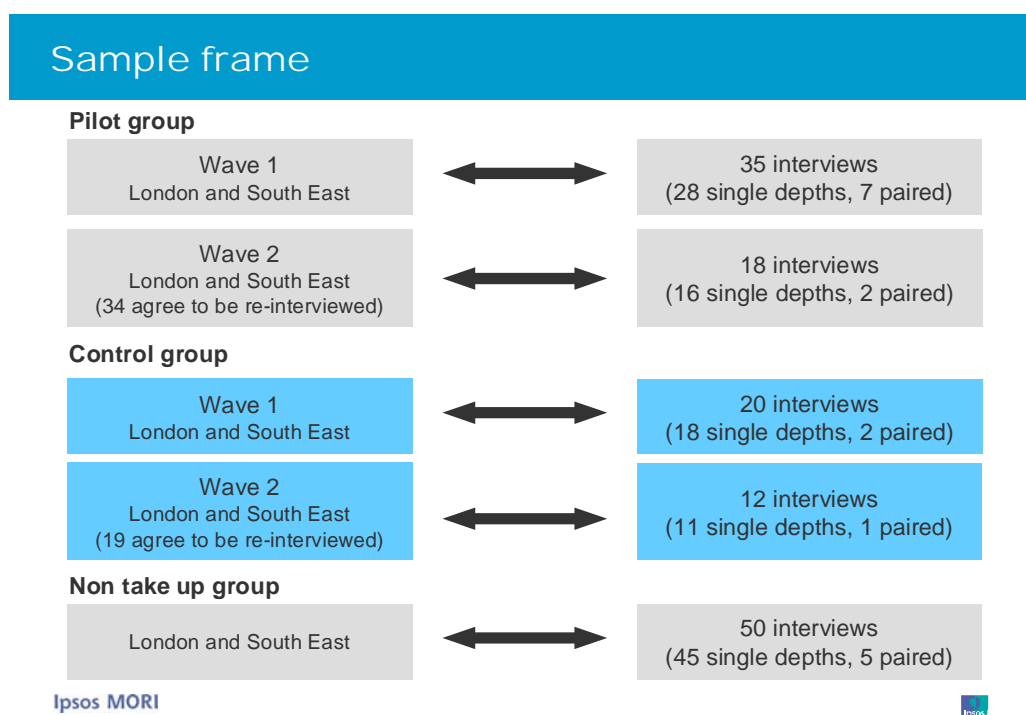 Sample frame
Pilot group
Wave 1
London and South East
35 interviews
(28 single depths, 7 paired)
Wave 2
London and South East
(34 agree to be re-interviewed)
18 interviews
(16 single depths, 2 paired)
Control group
Wave 1
London and South East
20 interviews
(18 single depths, 2 paired)
Wave 2
London and South East
(19 agree to be re-interviewed)
12 interviews
(11 single depths, 1 paired)
Non take up group
London and South East
50 interviews
(45 single depths, 5 paired)
Ipsos MORI
Ipsos